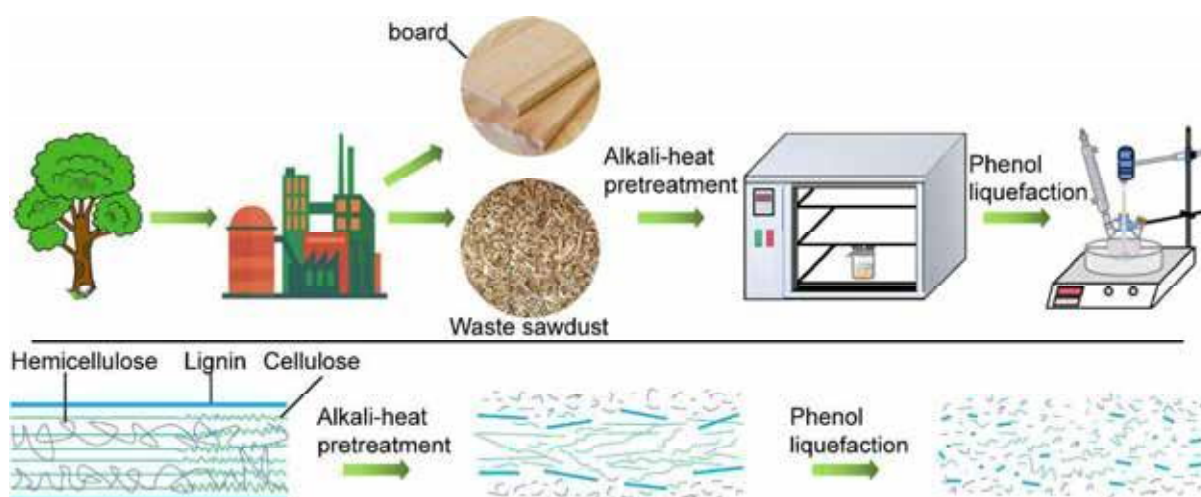 board
Alkali-heat
pretreatment
Phenol
liquefaction
Waste sawdust
Hemicellulose
Lignin
Cellulose
Alkali-heat
pretreatment
Phenol
liquefaction